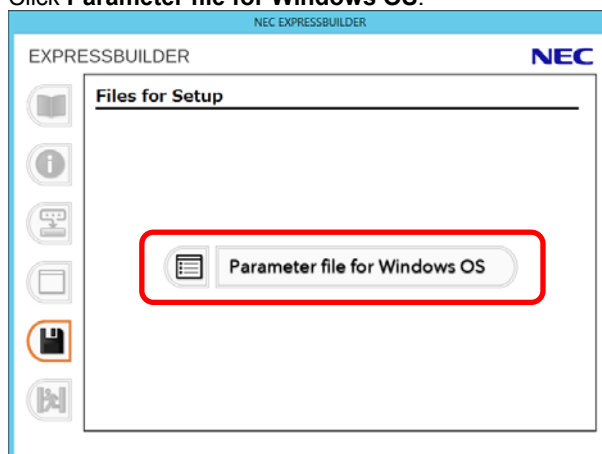 Click Parameter file for Windows OS.
NEC EXPRESSBUILDER
EXPRESSBUILDER
NEC
Files for Setup
Parameter file for Windows OS